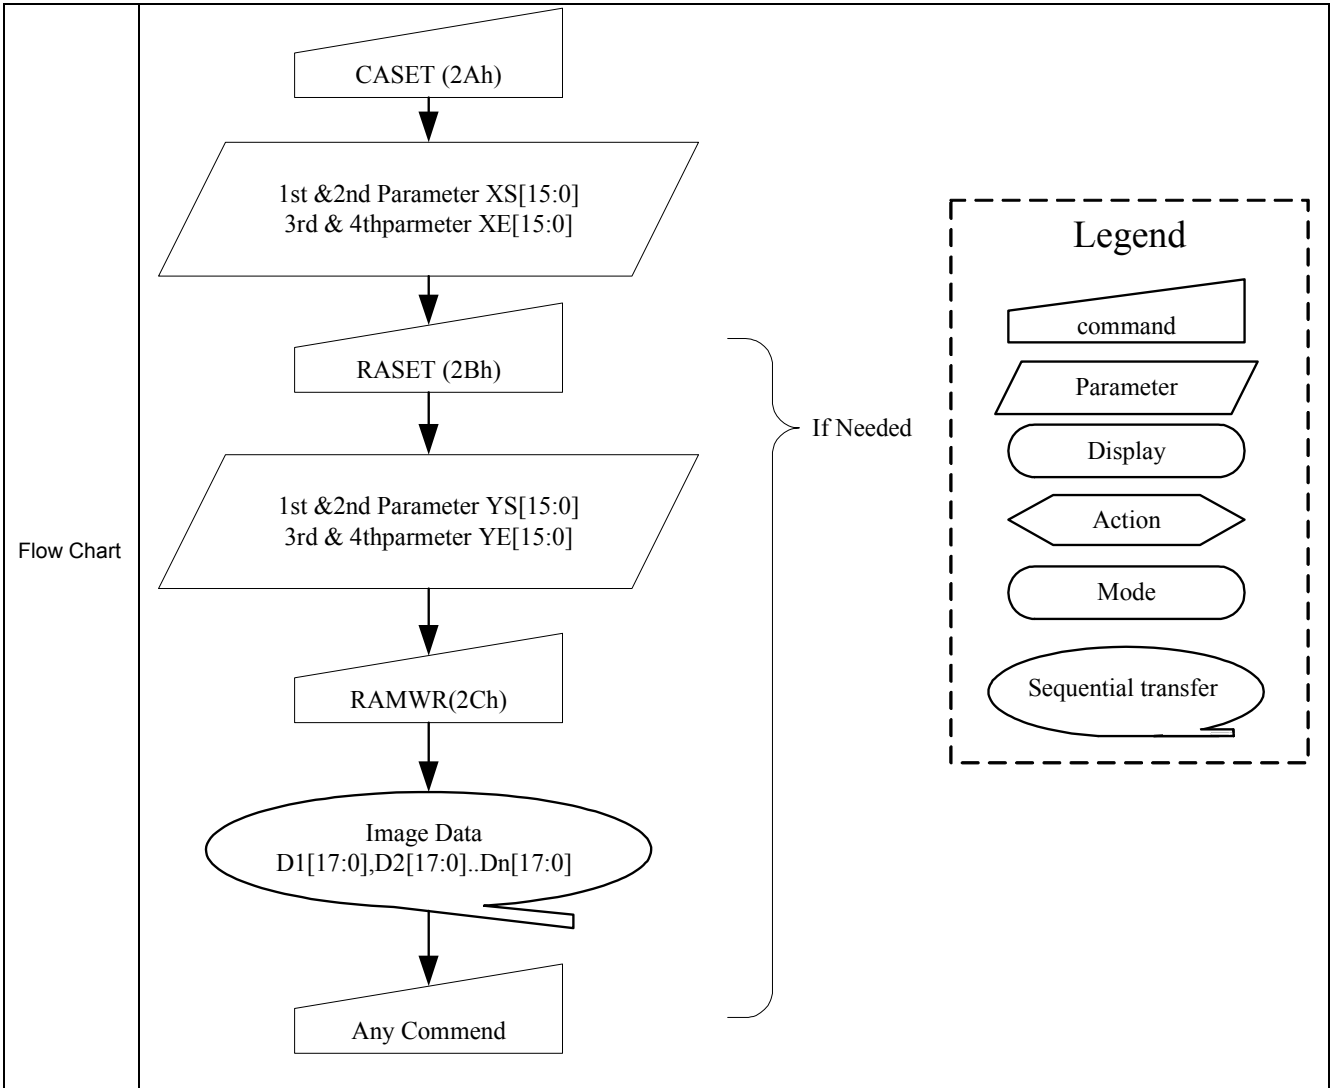 Flow Chart
CASET (2Ah)
1st &2nd Parameter XS[15:0]
3rd & 4thparmeter XE[15:0]
RASET (2Bh)
1st &2nd Parameter YS[15:0]
3rd & 4thparmeter YE[15:0]
RAMWR(2Ch)
Image Data
D1[17:0],D2[17:0]..Dn[17:0]
Any Commend
If Needed
Legend
command
Parameter
Display
Action
Mode
Sequential transfer